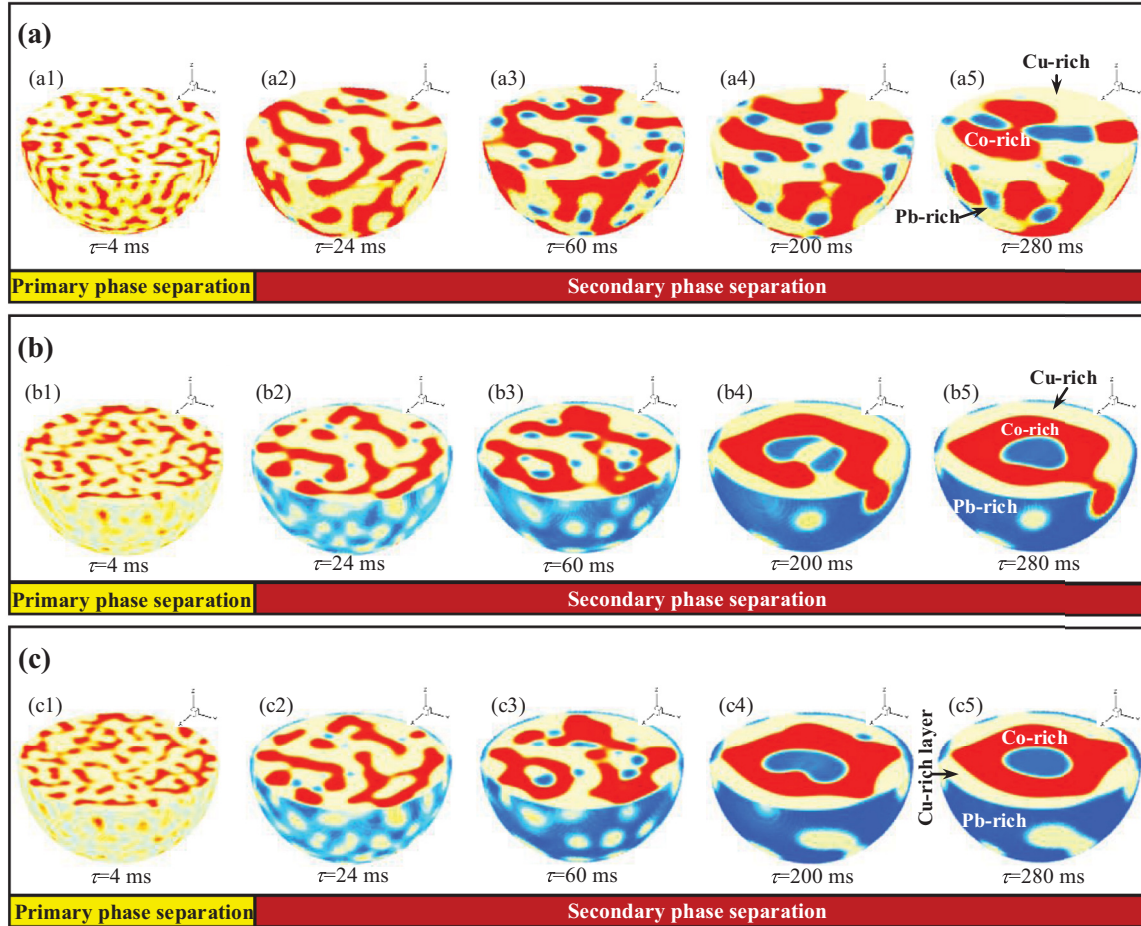 (a)
(a1) (a2) (a3) (a4) (a5) Cu-rich
Co-rich
Pb-rich
τ=4 ms τ=24 ms τ=60 ms τ=200 ms τ=280 ms
Primary phase separation Secondary phase separation
(b)
(b1) (b2) (b3) (b4) (b5) Cu-rich
Co-rich
Pb-rich
τ=4 ms τ=24 ms τ=60 ms τ=200 ms τ=280 ms
Primary phase separation Secondary phase separation
(c)
(c1) (c2) (c3) (c4) (c5)
Co-rich
Cu-rich layer
Pb-rich
τ=4 ms τ=24 ms τ=60 ms τ=200 ms τ=280 ms
Primary phase separation Secondary phase separation